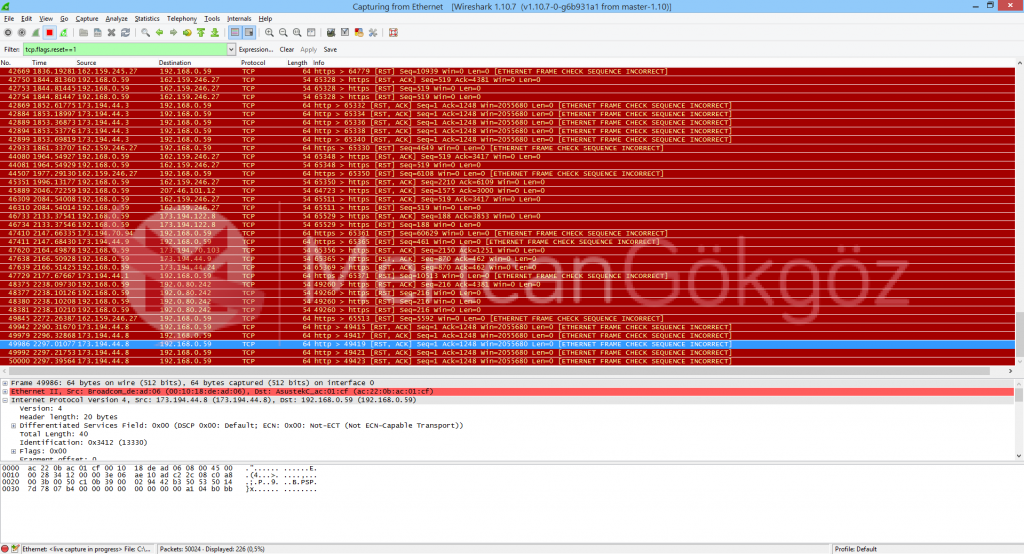 Capturing from Ethernet [Wireshark 1.10.7 (v1.10.7-0-g6b931a1 from master-1.10)]
File Edit View Go Capture Analyze Statistics Telephony Tools Internals Help
Filter: tcp.flags.reset==1 Expression... Clear Apply Save
No. Time Source Destination Protocol Length Info
42669 1836.19281 162.159.245.27 192.168.0.59 TCP 64 https > 64779 [RST] Seq=10939 Win=0 Len=0 [ETHERNET FRAME CHECK SEQUENCE INCORRECT]
42750 1844.81360 192.168.0.59 162.159.246.27 TCP 54 65328 > https [RST, ACK] Seq=519 Ack=4381 Win=0 Len=0
42753 1844.81445 192.168.0.59 162.159.246.27 TCP 54 65328 > https [RST] Seq=519 Win=0 Len=0
42754 1844.81447 192.168.0.59 162.159.246.27 TCP 54 65328 > https [RST] Seq=519 Win=0 Len=0
42869 1852.61775 173.194.44.3 192.168.0.59 TCP 64 http > 65332 [RST, ACK] Seq=1 Ack=1248 Win=2055680 Len=0 [ETHERNET FRAME CHECK SEQUENCE INCORRECT]
42884 1853.18997 173.194.44.3 192.168.0.59 TCP 64 http > 65334 [RST, ACK] Seq=1 Ack=1248 Win=2055680 Len=0 [ETHERNET FRAME CHECK SEQUENCE INCORRECT]
42889 1853.36873 173.194.44.3 192.168.0.59 TCP 64 http > 65336 [RST, ACK] Seq=1 Ack=1248 Win=2055680 Len=0 [ETHERNET FRAME CHECK SEQUENCE INCORRECT]
42894 1853.53776 173.194.44.3 192.168.0.59 TCP 64 http > 65338 [RST, ACK] Seq=1 Ack=1248 Win=2055680 Len=0 [ETHERNET FRAME CHECK SEQUENCE INCORRECT]
42899 1853.69819 173.194.44.3 192.168.0.59 TCP 64 http > 65340 [RST, ACK] Seq=1 Ack=1248 Win=2055680 Len=0 [ETHERNET FRAME CHECK SEQUENCE INCORRECT]
42933 1861.33707 162.159.246.27 192.168.0.59 TCP 64 https > 65330 [RST] Seq=4649 Win=0 Len=0 [ETHERNET FRAME CHECK SEQUENCE INCORRECT]
44080 1964.54927 192.168.0.59 162.159.246.27 TCP 54 65348 > https [RST, ACK] Seq=519 Ack=3417 Win=0 Len=0
44081 1964.54929 192.168.0.59 162.159.246.27 TCP 54 65348 > https [RST] Seq=519 Win=0 Len=0
44507 1977.29130 162.159.246.27 192.168.0.59 TCP 64 https > 65350 [RST] Seq=6108 Win=0 Len=0 [ETHERNET FRAME CHECK SEQUENCE INCORRECT]
45351 1996.13177 192.168.0.59 162.159.246.27 TCP 54 65350 > https [RST, ACK] Seq=2210 Ack=6109 Win=0 Len=0
45889 2046.72259 192.168.0.59 207.46.101.12 TCP 54 64723 > https [RST, ACK] Seq=1575 Ack=3000 Win=0 Len=0
46309 2084.54008 192.168.0.59 162.159.246.27 TCP 54 65511 > https [RST, ACK] Seq=519 Ack=3417 Win=0 Len=0
46310 2084.54014 192.168.0.59 162.159.246.27 TCP 54 65511 > https [RST] Seq=519 Win=0 Len=0
46733 2133.37541 192.168.0.59 173.194.122.8 TCP 54 65529 > https [RST, ACK] Seq=188 Ack=3853 Win=0 Len=0
46734 2133.37546 192.168.0.59 173.194.122.8 TCP 54 65529 > https [RST] Seq=188 Win=0 Len=0
47410 2147.66335 173.194.70.94 192.168.0.59 TCP 64 https > 65361 [RST] Seq=60629 Win=0 Len=0 [ETHERNET FRAME CHECK SEQUENCE INCORRECT]
47411 2147.68430 173.194.44.9 192.168.0.59 TCP 64 https > 65365 [RST] Seq=461 Win=0 Len=0 [ETHERNET FRAME CHECK SEQUENCE INCORRECT]
47620 2164.49878 192.168.0.59 173.194.70.103 TCP 54 65356 > https [RST, ACK] Seq=2150 Ack=1251 Win=0 Len=0
47638 2166.50928 192.168.0.59 173.194.44.9 TCP 54 65365 > https [RST, ACK] Seq=870 Ack=462 Win=0 Len=0
47639 2166.51425 192.168.0.59 173.194.44.24 TCP 54 65369 > https [RST, ACK] Seq=870 Ack=462 Win=0 Len=0
47729 2177.67667 173.194.44.1 192.168.0.59 TCP 64 https > 65371 [RST] Seq=10513 Win=0 Len=0 [ETHERNET FRAME CHECK SEQUENCE INCORRECT]
48375 2238.09730 192.168.0.59 192.0.80.242 TCP 54 49260 > https [RST, ACK] Seq=216 Ack=4381 Win=0 Len=0
48377 2238.10126 192.168.0.59 192.0.80.242 TCP 54 49260 > https [RST] Seq=216 Win=0 Len=0
48380 2238.10208 192.168.0.59 192.0.80.242 TCP 54 49260 > https [RST] Seq=216 Win=0 Len=0
48381 2238.10210 192.168.0.59 192.0.80.242 TCP 54 49260 > https [RST] Seq=216 Win=0 Len=0
49845 2272.26387 162.159.246.27 192.168.0.59 TCP 64 https > 65513 [RST] Seq=5592 Win=0 Len=0 [ETHERNET FRAME CHECK SEQUENCE INCORRECT]
49942 2290.31670 173.194.44.8 192.168.0.59 TCP 64 http > 49415 [RST, ACK] Seq=1 Ack=1248 Win=2055680 Len=0 [ETHERNET FRAME CHECK SEQUENCE INCORRECT]
49979 2296.32868 173.194.44.8 192.168.0.59 TCP 64 http > 49417 [RST, ACK] Seq=1 Ack=1248 Win=2055680 Len=0 [ETHERNET FRAME CHECK SEQUENCE INCORRECT]
49986 2297.01077 173.194.44.8 192.168.0.59 TCP 64 http > 49419 [RST, ACK] Seq=1 Ack=1248 Win=2055680 Len=0 [ETHERNET FRAME CHECK SEQUENCE INCORRECT]
49992 2297.21753 173.194.44.8 192.168.0.59 TCP 64 http > 49421 [RST, ACK] Seq=1 Ack=1248 Win=2055680 Len=0 [ETHERNET FRAME CHECK SEQUENCE INCORRECT]
50000 2297.39564 173.194.44.8 192.168.0.59 TCP 64 http > 49423 [RST, ACK] Seq=1 Ack=1248 Win=2055680 Len=0 [ETHERNET FRAME CHECK SEQUENCE INCORRECT]
Gökgöz
Frame 49986: 64 bytes on wire (512 bits), 64 bytes captured (512 bits) on interface 0
Ethernet II, Src: Broadcom_de:ad:06 (00:10:18:de:ad:06), Dst: AsustekC_ac:01:cf (ac:22:0b:ac:01:cf)
Internet Protocol Version 4, Src: 173.194.44.8 (173.194.44.8), Dst: 192.168.0.59 (192.168.0.59)
Version: 4
Header length: 20 bytes
Differentiated Services Field: 0x00 (DSCP 0x00: Default; ECN: 0x00: Not-ECT (Not ECN-Capable Transport))
Total Length: 40
Identification: 0x3412 (13330)
Flags: 0x00
Fragment offset: 0
0000 ac 22 0b ac 01 cf 00 10 18 de ad 06 08 00 45 00 ."...... ......E.
0010 00 28 34 12 00 00 3e 06 ae 10 ad c2 2c 08 c0 a8 .(4...>. ....,...
0020 00 3b 00 50 c1 0b 39 00 02 94 42 b3 50 53 50 14 .;.P..9. ..B.PSP.
0030 7d 78 07 b4 00 00 00 00 00 00 00 00 a1 04 b0 bb }x...... ........
Ethernet: <live capture in progress> File: C:\... Packets: 50024 - Displayed: 226 (0,5%) Profile: Default